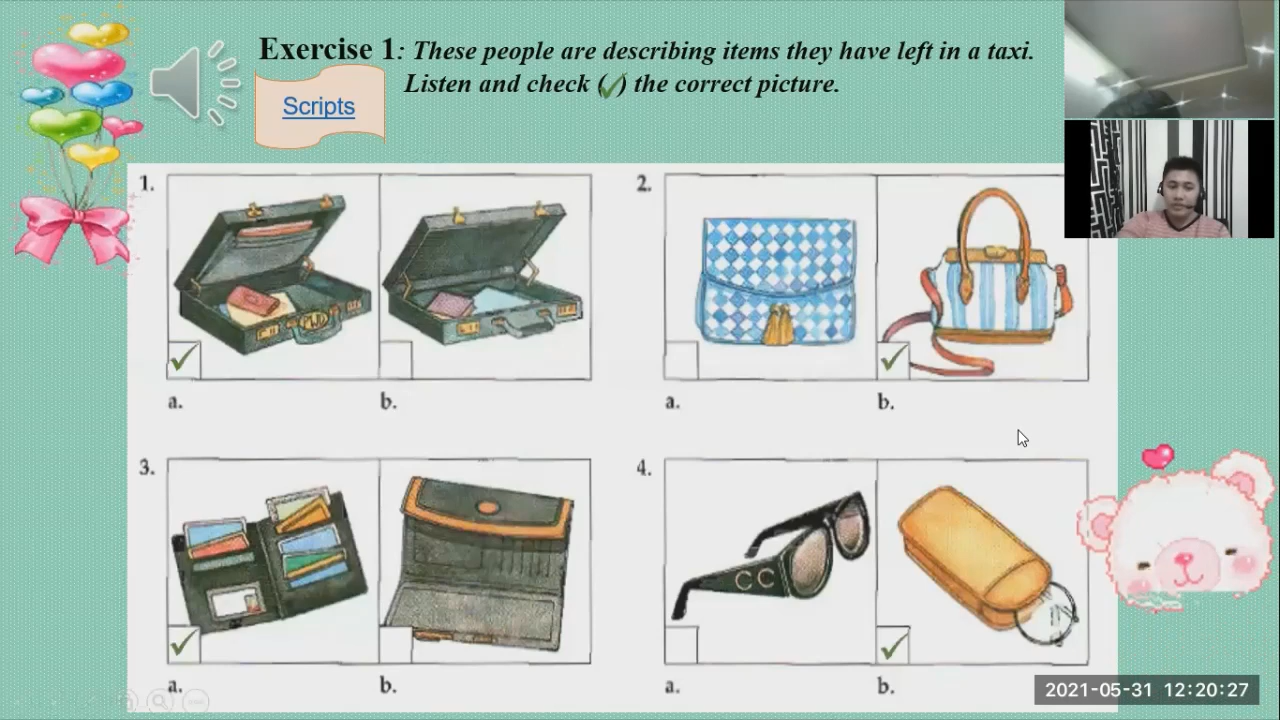 Exercise 1: These people are describing items they have left in a taxi.
Listen and check (✓) the correct picture.
Scripts
1.
2.
a.
b.
a.
b.
3.
4.
CC
a.
b.
a.
b.
2021-05-31 12:20:27